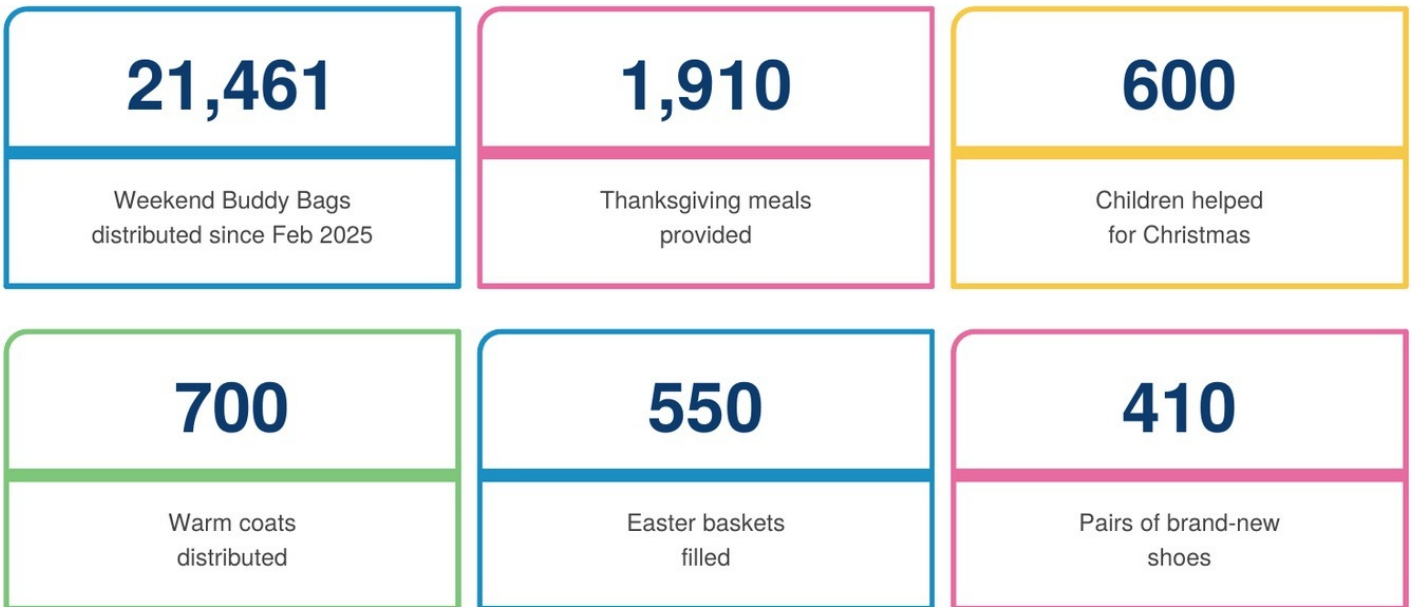 21,461
Weekend Buddy Bags
distributed since Feb 2025
1,910
Thanksgiving meals
provided
600
Children helped
for Christmas
700
Warm coats
distributed
550
Easter baskets
filled
410
Pairs of brand-new
shoes